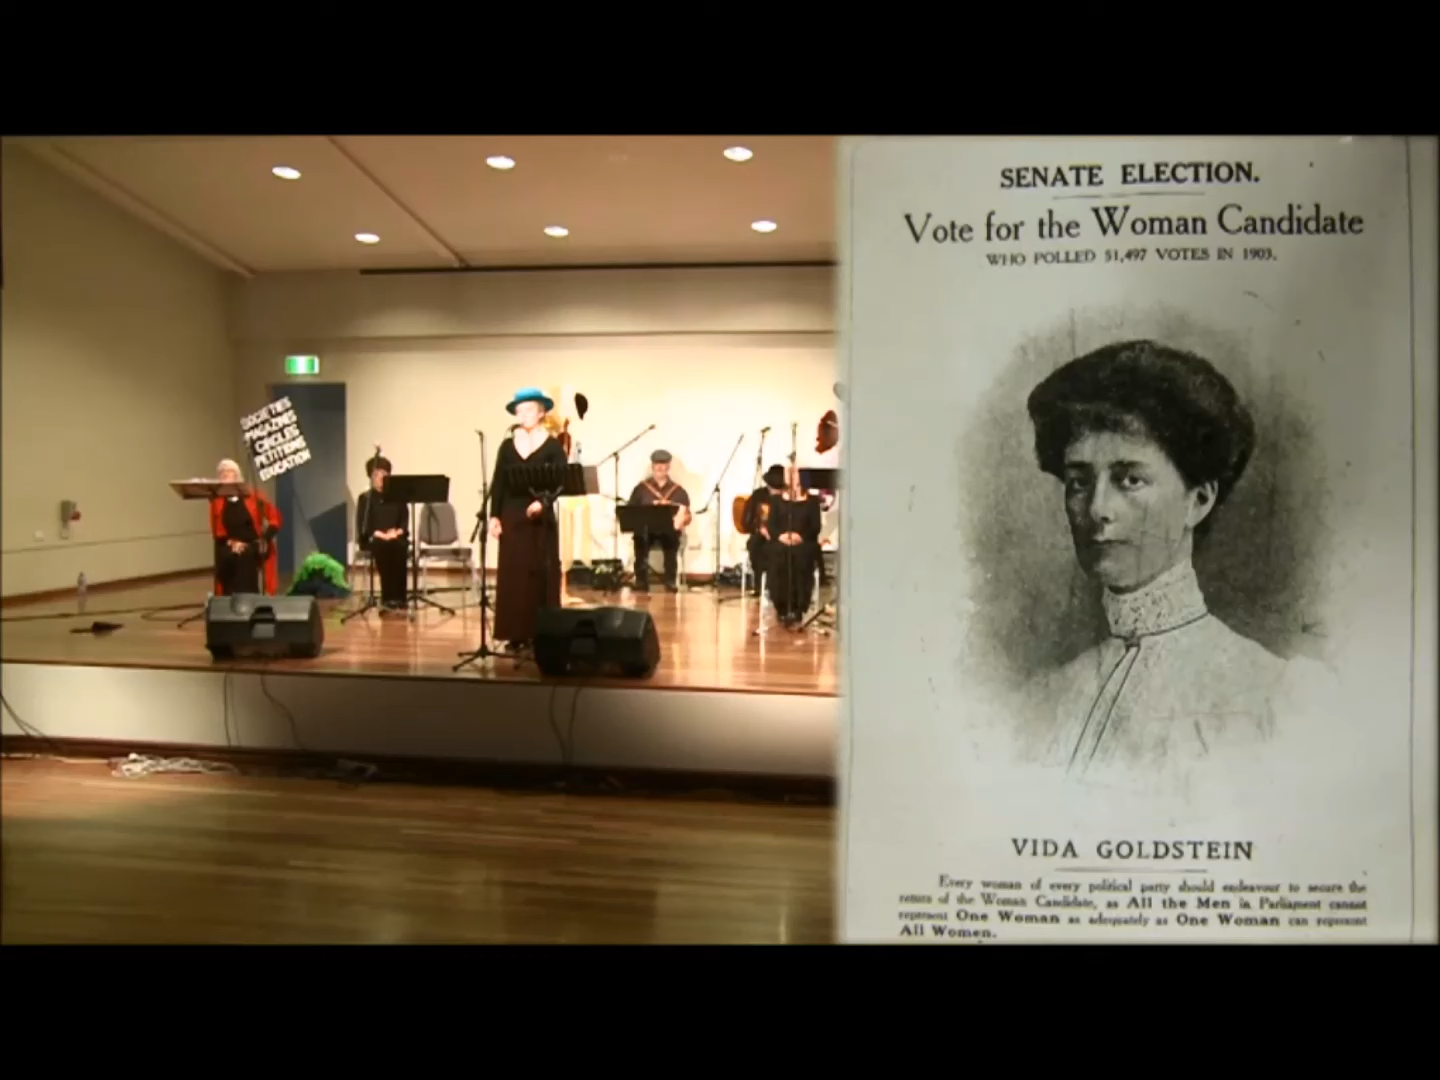 SOCIETIES
MAGAZINES
CIRCLES
PETITIONS
EDUCATION
SENATE ELECTION.
Vote for the Woman Candidate
WHO POLLED 51,497 VOTES IN 1903.
VIDA GOLDSTEIN
Every woman of every political party should endeavour to secure the
return of the Woman Candidate, as All the Men in Parliament cannot
represent One Woman as adequately as One Woman can represent
All Women.